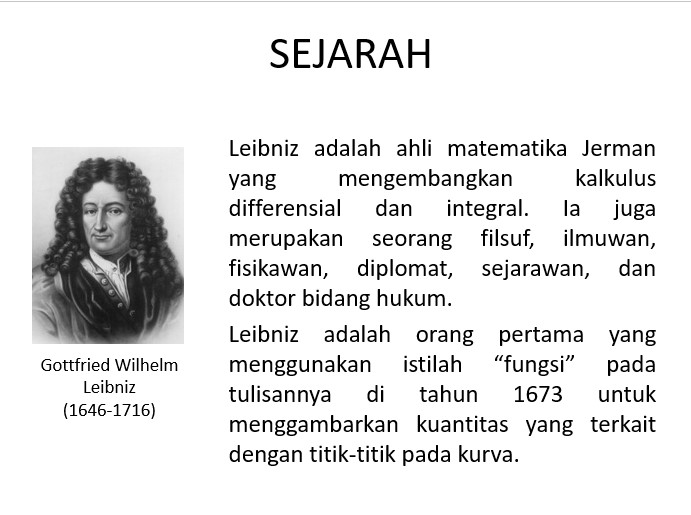 SEJARAH
Leibniz adalah ahli matematika Jerman
yang mengembangkan kalkulus
differensial dan integral. Ia juga
merupakan seorang filsuf, ilmuwan,
fisikawan, diplomat, sejarawan, dan
doktor bidang hukum.
Leibniz adalah orang pertama yang
menggunakan istilah “fungsi” pada
tulisannya di tahun 1673 untuk
menggambarkan kuantitas yang terkait
dengan titik-titik pada kurva.
Gottfried Wilhelm
Leibniz
(1646-1716)